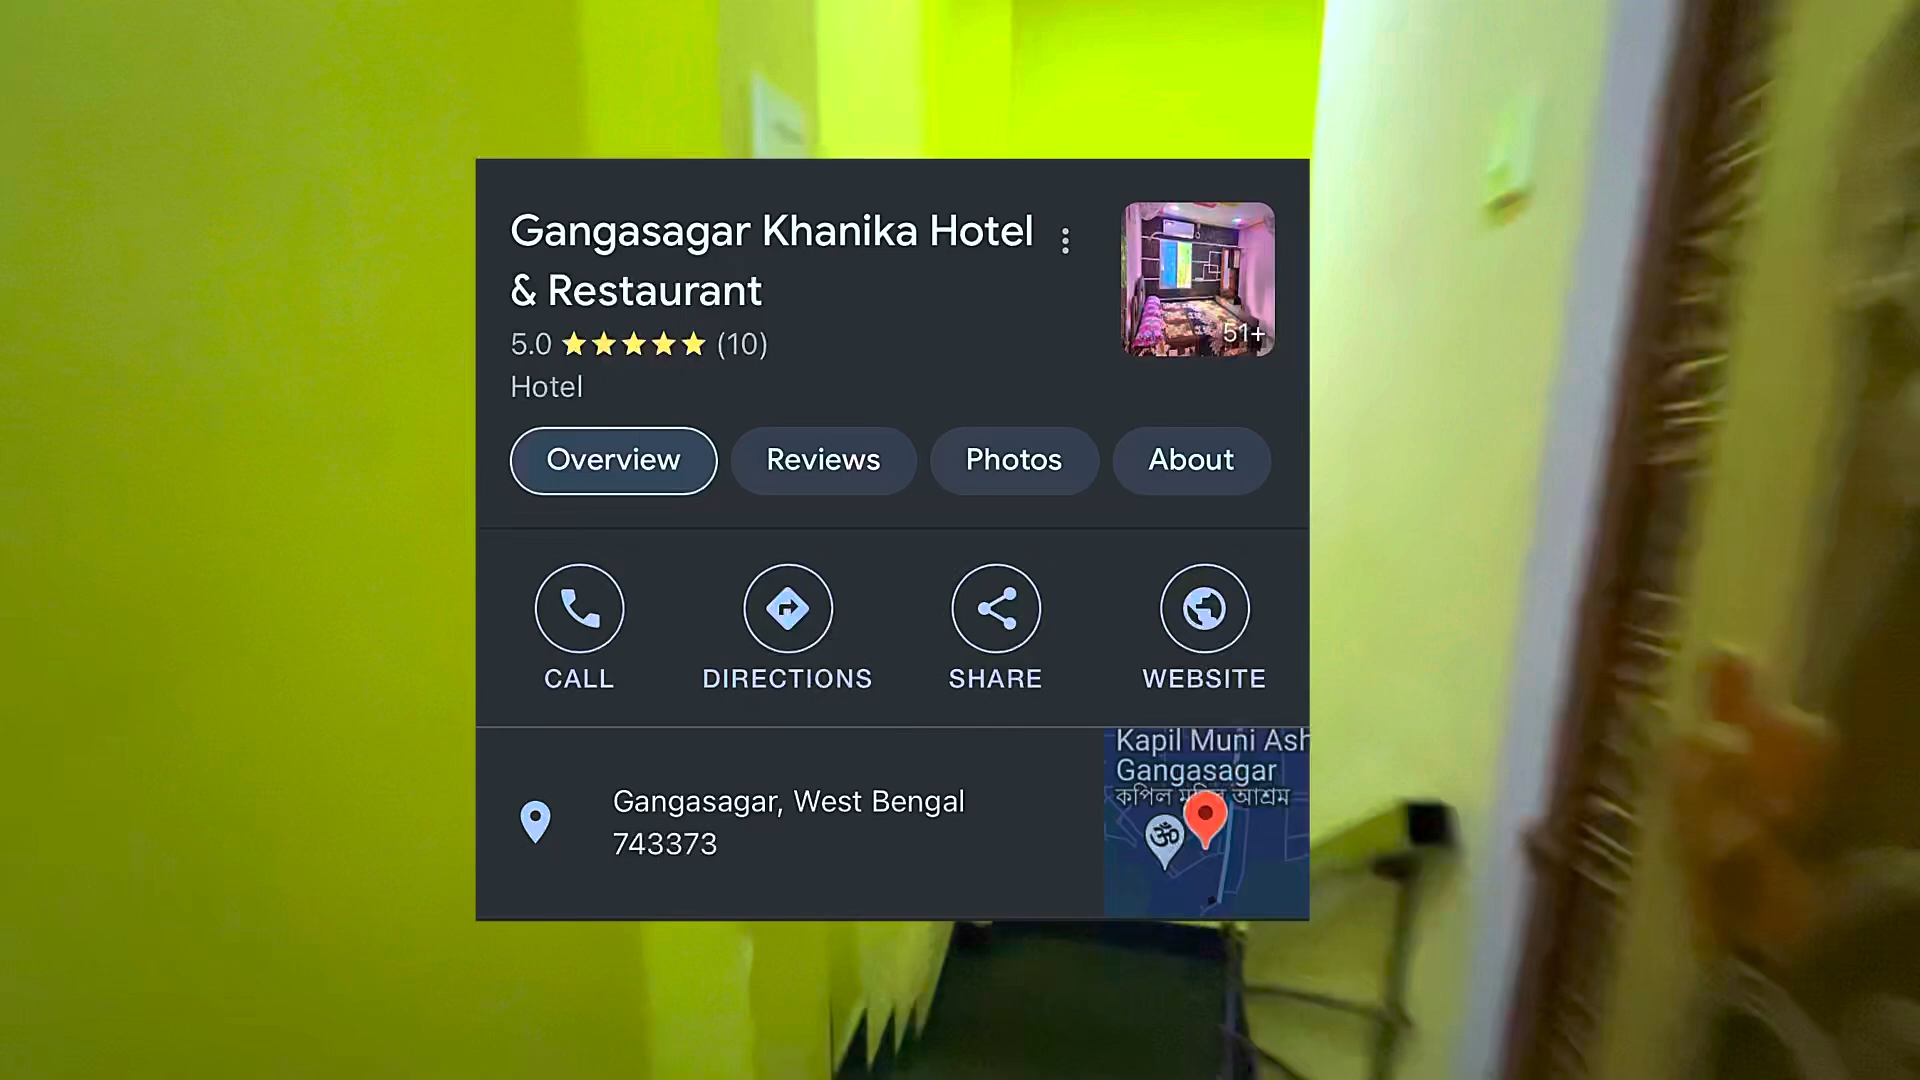 Gangasagar Khanika Hotel
& Restaurant
5.0 ★★★★★ (10)
51+
Hotel
Overview Reviews Photos About
CALL DIRECTIONS SHARE WEBSITE
Gangasagar, West Bengal
743373
Kapil Muni Ash
Gangasagar
কপিল আশ্রম
ॐ